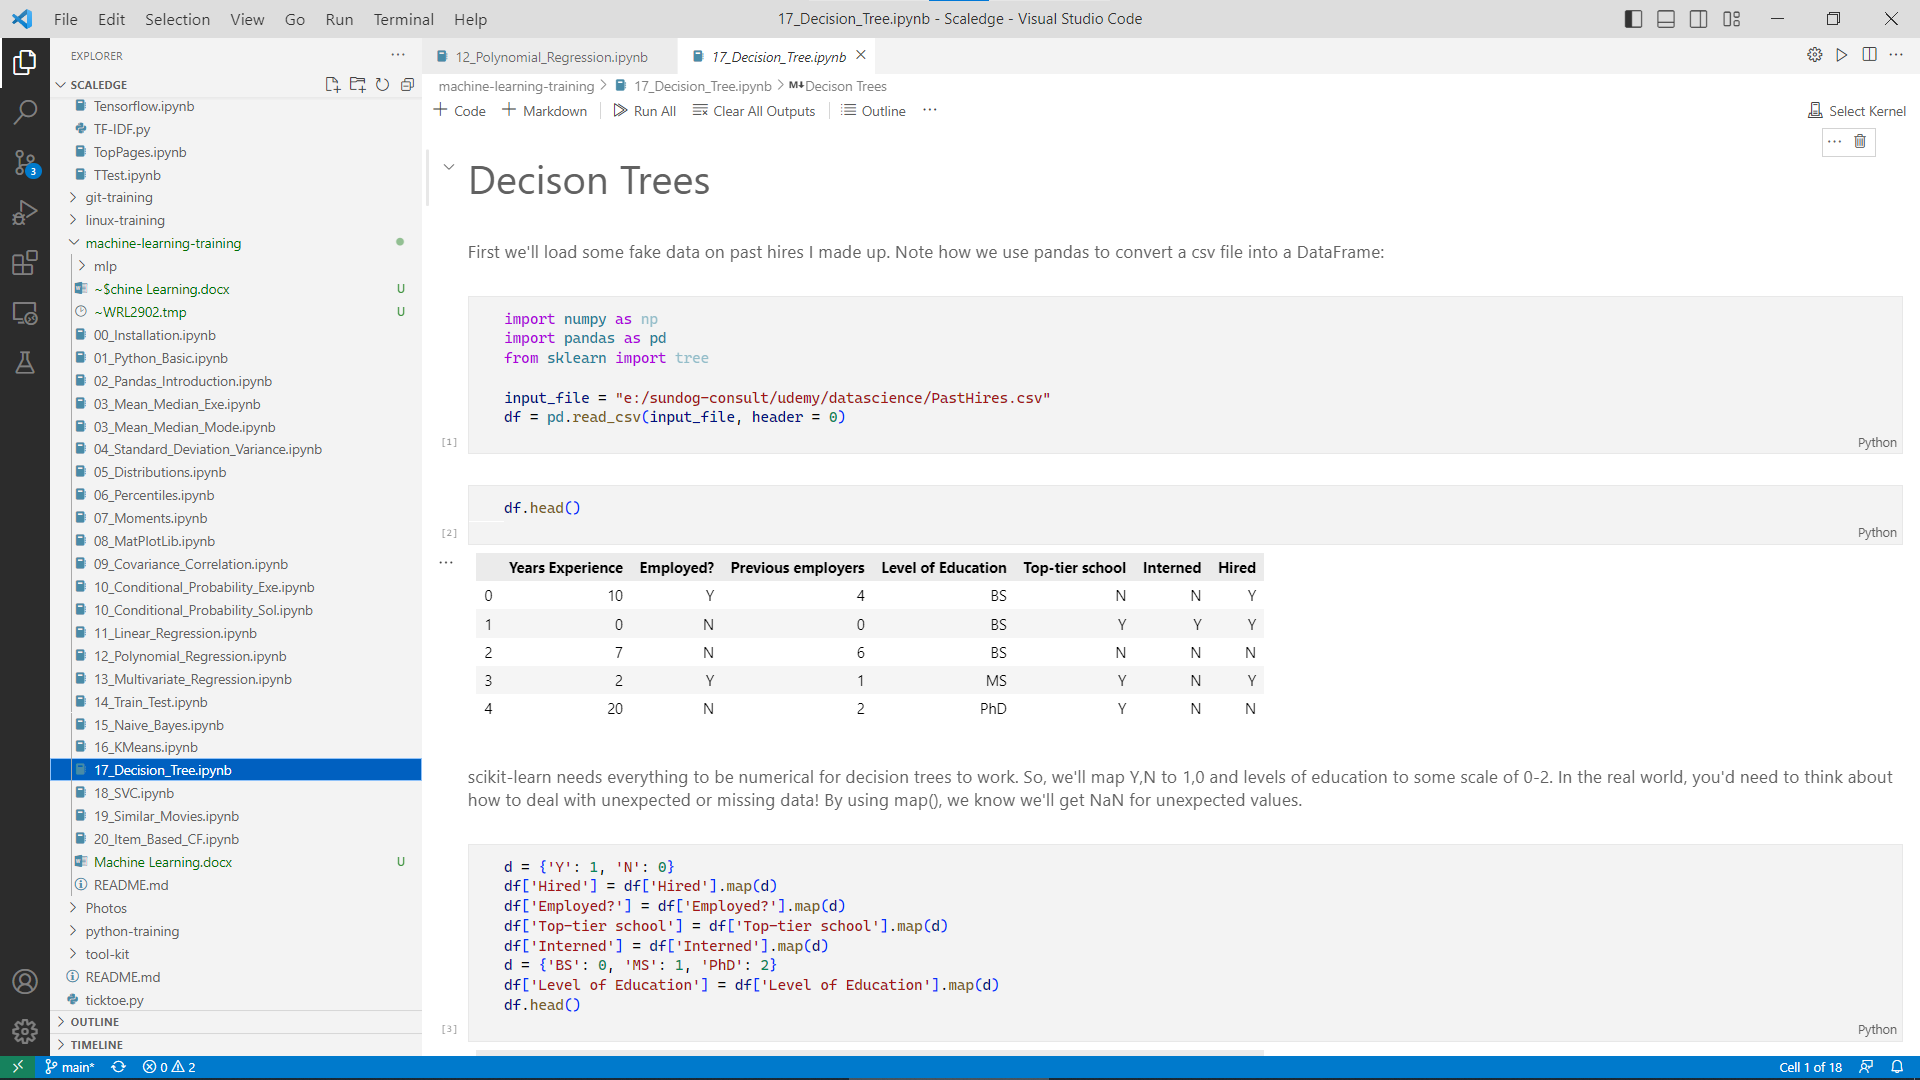 File Edit Selection View Go Run Terminal Help
17_Decision_Tree.ipynb - Scaledge - Visual Studio Code
EXPLORER
SCALEDGE
Tensorflow.ipynb
TF-IDF.py
TopPages.ipynb
TTest.ipynb
git-training
linux-training
machine-learning-training
mlp
~$chine Learning.docx U
~WRL2902.tmp U
00_Installation.ipynb
01_Python_Basic.ipynb
02_Pandas_Introduction.ipynb
03_Mean_Median_Exe.ipynb
03_Mean_Median_Mode.ipynb
04_Standard_Deviation_Variance.ipynb
05_Distributions.ipynb
06_Percentiles.ipynb
07_Moments.ipynb
08_MatPlotLib.ipynb
09_Covariance_Correlation.ipynb
10_Conditional_Probability_Exe.ipynb
10_Conditional_Probability_Sol.ipynb
11_Linear_Regression.ipynb
12_Polynomial_Regression.ipynb
13_Multivariate_Regression.ipynb
14_Train_Test.ipynb
15_Naive_Bayes.ipynb
16_KMeans.ipynb
17_Decision_Tree.ipynb
18_SVC.ipynb
19_Similar_Movies.ipynb
20_Item_Based_CF.ipynb
Machine Learning.docx U
README.md
Photos
python-training
tool-kit
README.md
ticktoe.py
OUTLINE
TIMELINE
3
12_Polynomial_Regression.ipynb 17_Decision_Tree.ipynb
machine-learning-training > 17_Decision_Tree.ipynb > M↓Decison Trees
+ Code + Markdown Run All Clear All Outputs Outline ... Select Kernel
Decison Trees
First we'll load some fake data on past hires I made up. Note how we use pandas to convert a csv file into a DataFrame:
import numpy as np
import pandas as pd
from sklearn import tree
input_file = "e:/sundog-consult/udemy/datascience/PastHires.csv"
df = pd.read_csv(input_file, header = 0)
[1] Python
df.head()
[2] Python
Years Experience Employed? Previous employers Level of Education Top-tier school Interned Hired
0 10 Y 4 BS N N Y
1 0 N 0 BS Y Y Y
2 7 N 6 BS N N N
3 2 Y 1 MS Y N Y
4 20 N 2 PhD Y N N
scikit-learn needs everything to be numerical for decision trees to work. So, we'll map Y,N to 1,0 and levels of education to some scale of 0-2. In the real world, you'd need to think about
how to deal with unexpected or missing data! By using map(), we know we'll get NaN for unexpected values.
d = {'Y': 1, 'N': 0}
df['Hired'] = df['Hired'].map(d)
df['Employed?'] = df['Employed?'].map(d)
df['Top-tier school'] = df['Top-tier school'].map(d)
df['Interned'] = df['Interned'].map(d)
d = {'BS': 0, 'MS': 1, 'PhD': 2}
df['Level of Education'] = df['Level of Education'].map(d)
df.head()
[3] Python
main* 0 2 Cell 1 of 18